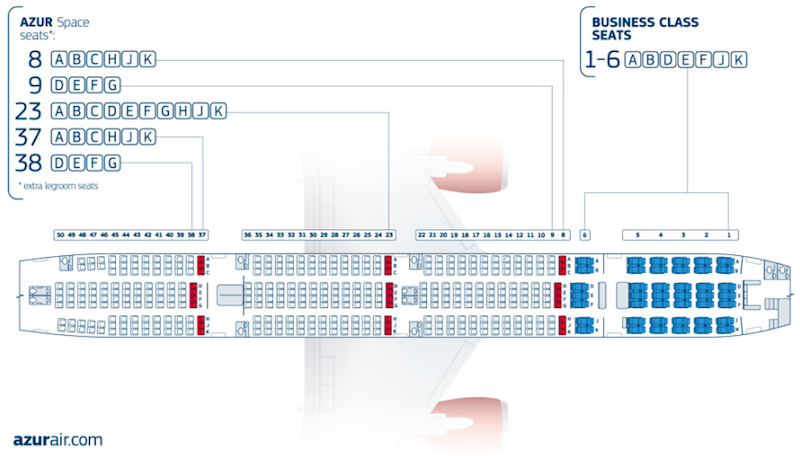 AZUR Space
seats*:
8 A B C H J K
9 D E F G
23 A B C D E F G H J K
37 A B C H J K
38 D E F G
* extra legroom seats
BUSINESS CLASS
SEATS
1-6 A B D E F J K
50 49 48 47 46 45 44 43 42 41 40 39 38 37
36 35 34 33 32 31 30 29 28 27 26 25 24 23
22 21 20 19 18 17 16 15 14 12 11 10 9 8
6
5 4 3 2 1
A
B
C
D
E
F
G
H
J
K
A
B
C
D
E
F
G
H
J
K
A
B
C
D
E
F
G
H
J
K
A
B
D
E
F
J
K
A
B
D
E
F
J
K
azurair.com